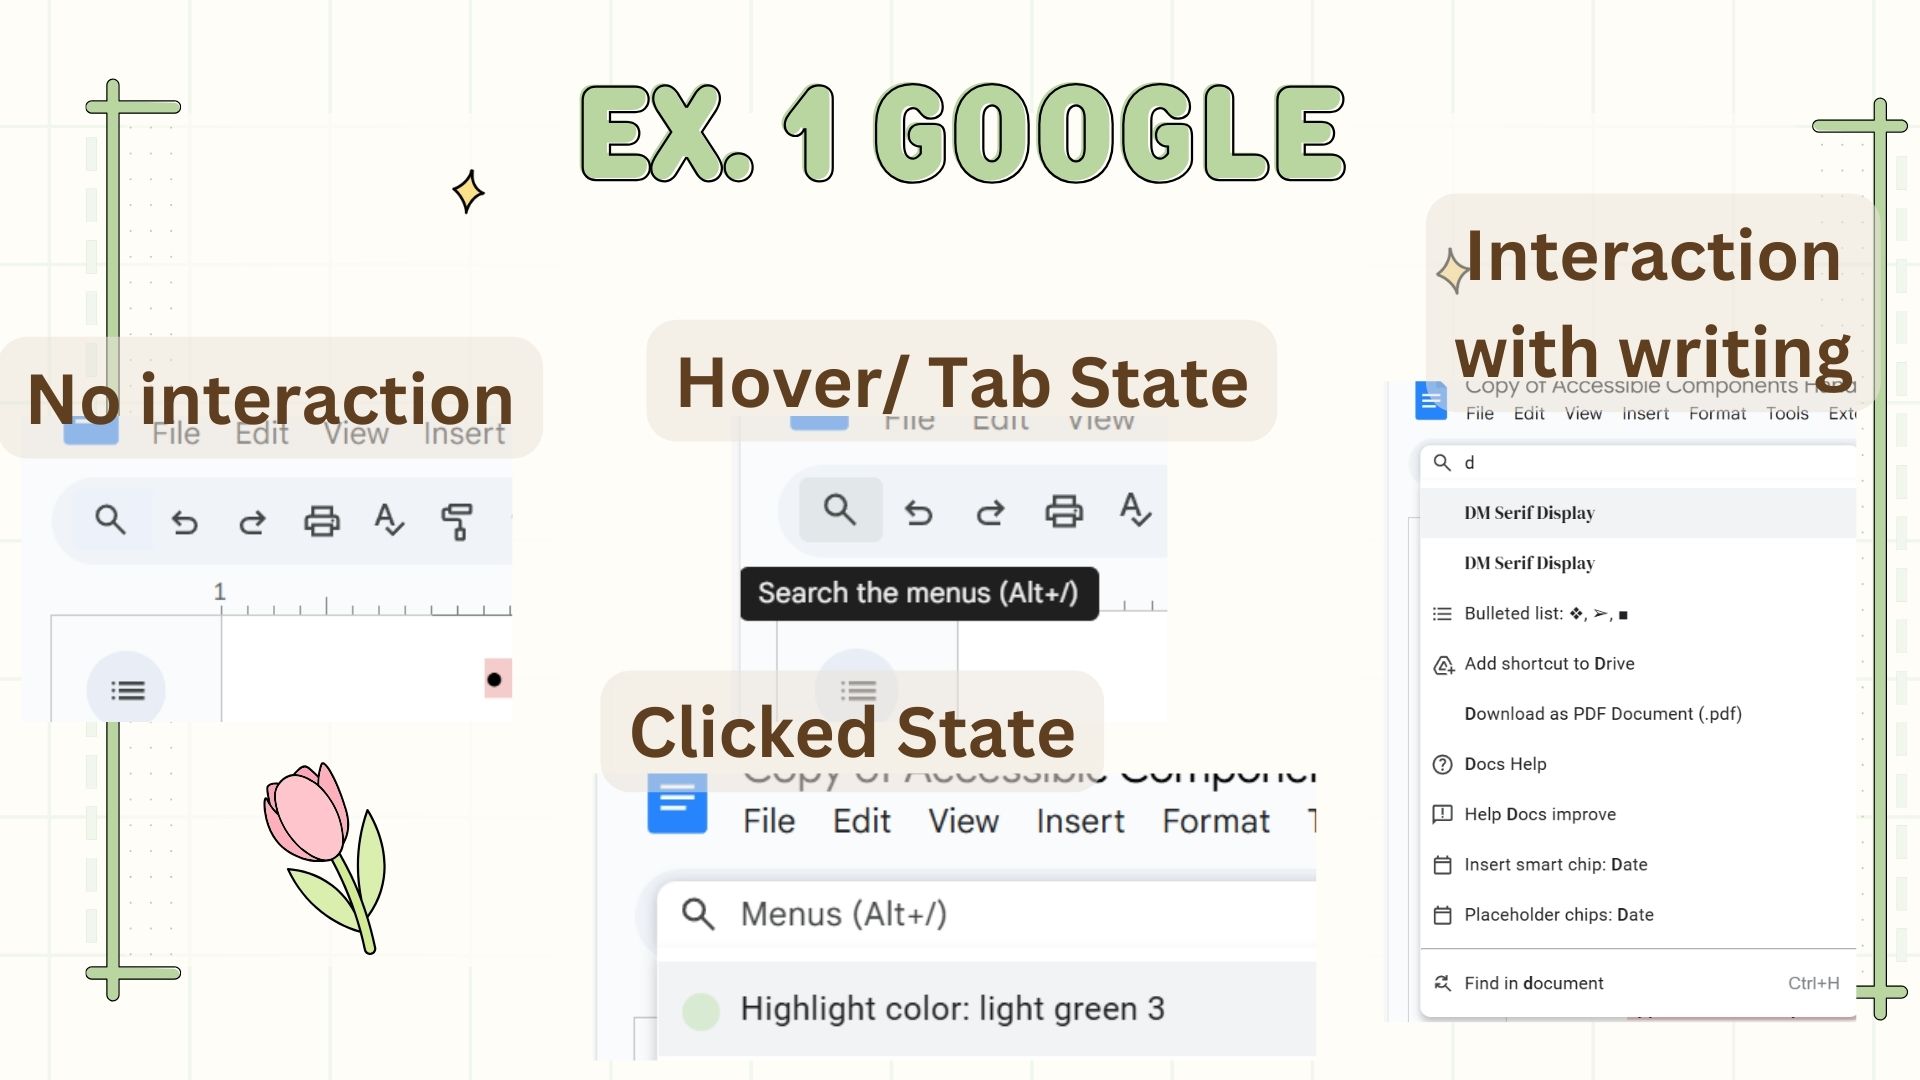 EX. 1 GOOGLE
No interaction
File Edit View Insert
1
Hover/ Tab State
File Edit View
Search the menus (Alt+/)
Clicked State
Copy of Accessible
File Edit View Insert Format
Menus (Alt+/)
Highlight color: light green 3
Interaction
with writing
Copy of Accessible Components
File Edit View Insert Format Tools
d
DM Serif Display
DM Serif Display
Bulleted list: ❖, ➢, ■
Add shortcut to Drive
Download as PDF Document (.pdf)
Docs Help
Help Docs improve
Insert smart chip: Date
Placeholder chips: Date
Find in document Ctrl+H